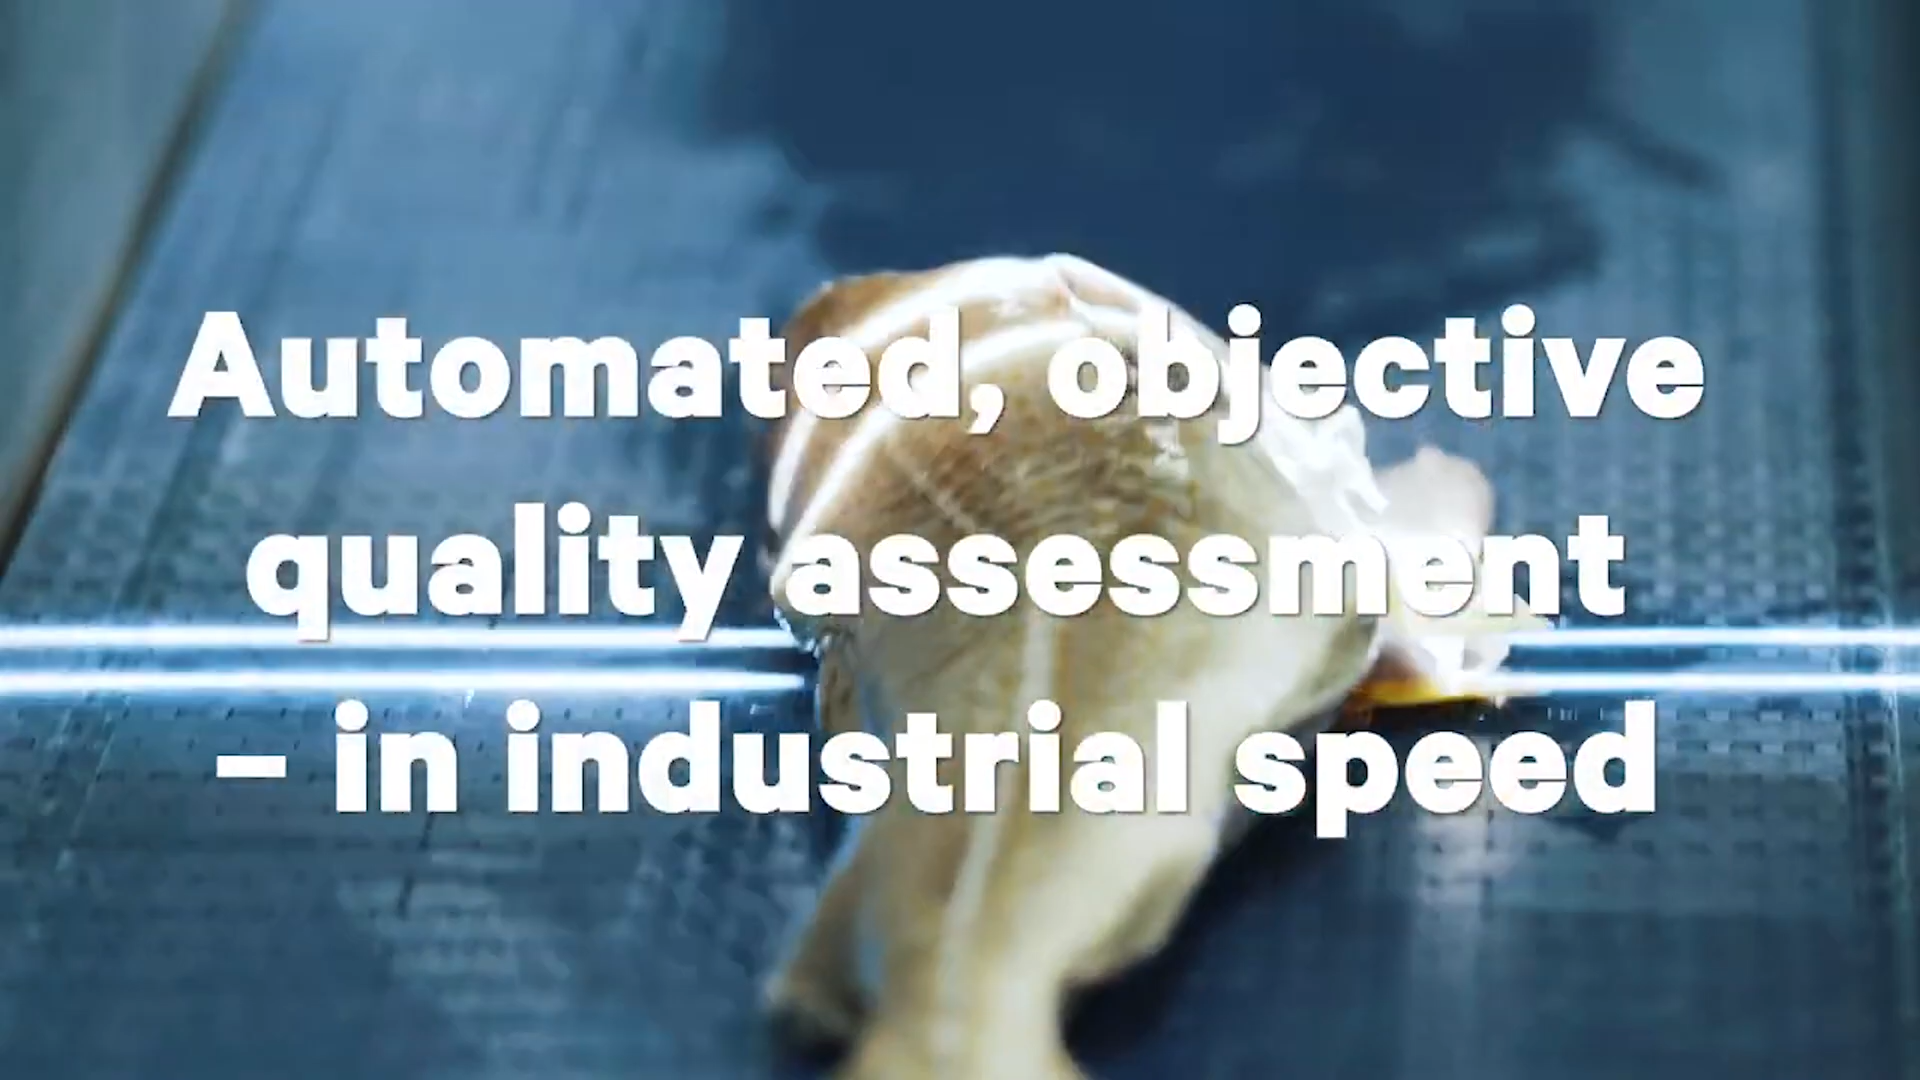 Automated, objective
quality assessment
– in industrial speed